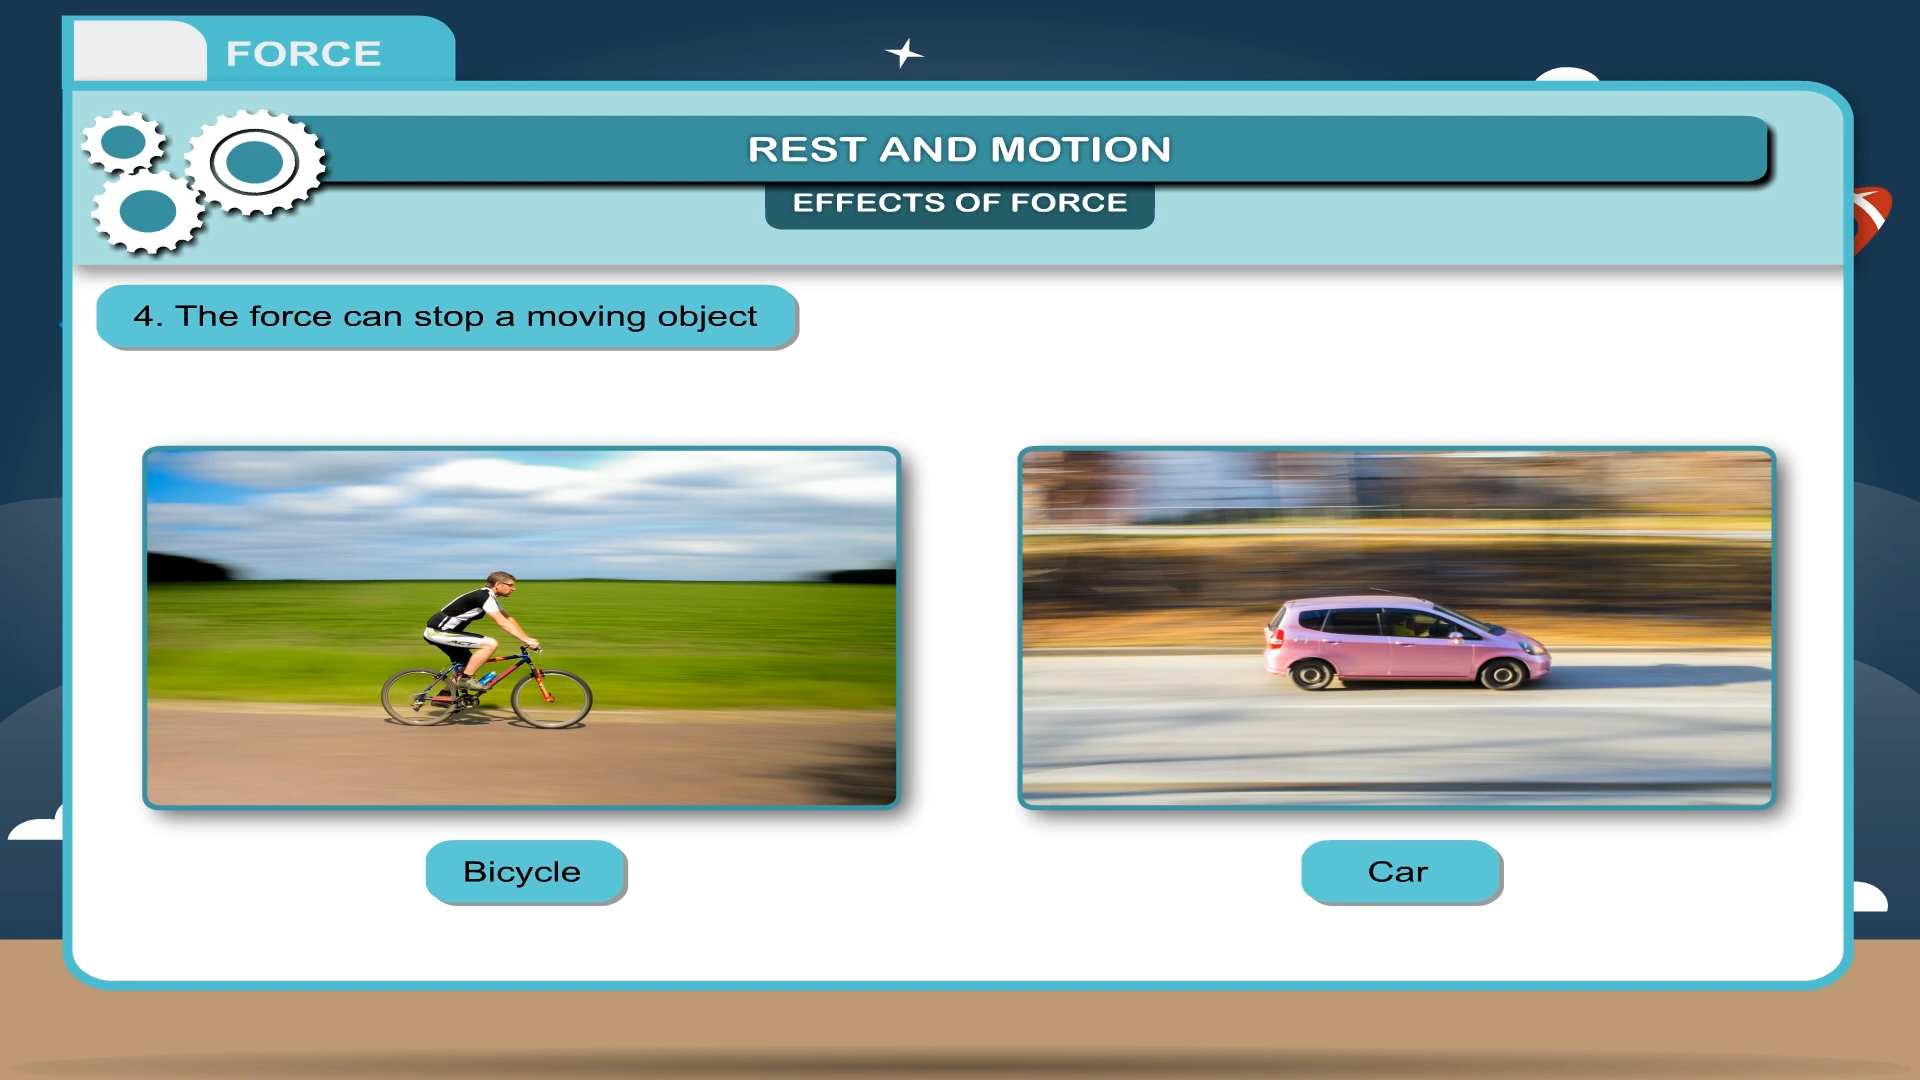 FORCE
REST AND MOTION
EFFECTS OF FORCE
4. The force can stop a moving object
Bicycle
Car